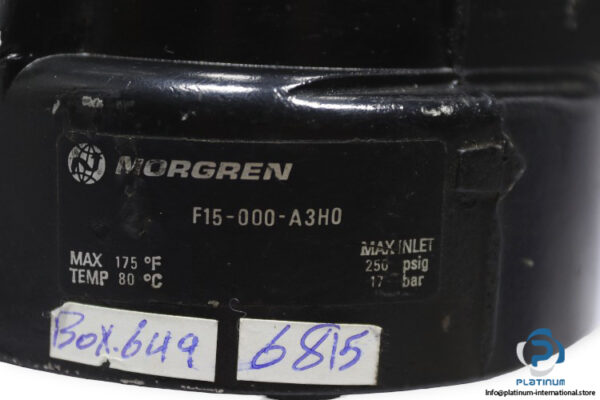 NORGREN
F15-000-A3H0
MAX 175 °F
TEMP 80 °C
MAX INLET
250 psig
17 bar
Box.649
6815
PLATINUM
Info@platinum-international.store